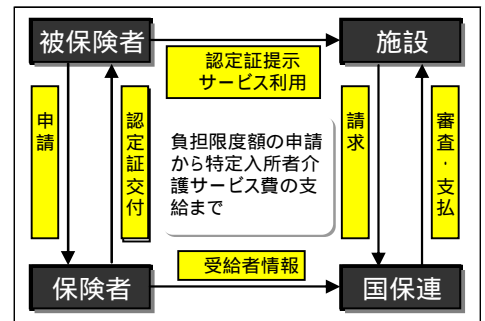 被保険者
施設
認定証提示
サービス利用
申請
認定証交付
負担限度額の申請
から特定入所者介
護サービス費の支
給まで
請求
審査・支払
受給者情報
保険者
国保連